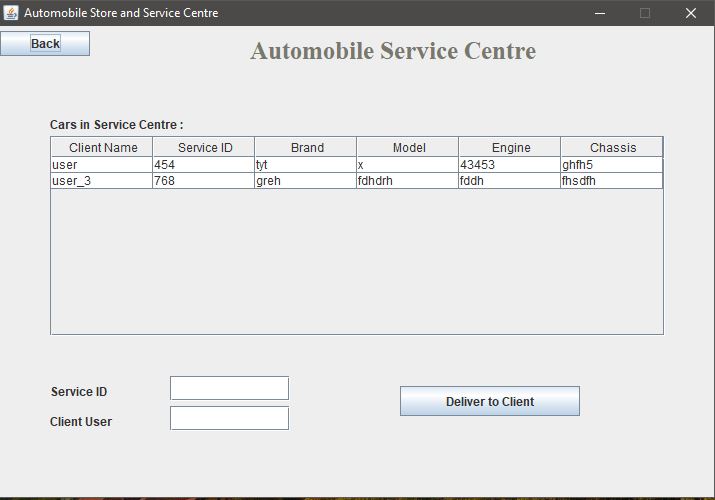 Automobile Store and Service Centre
Back
Automobile Service Centre
Cars in Service Centre :
Client Name Service ID Brand Model Engine Chassis
user 454 tyt x 43453 ghfh5
user_3 768 greh fdhdrh fddh fhsdfh
Service ID
Deliver to Client
Client User